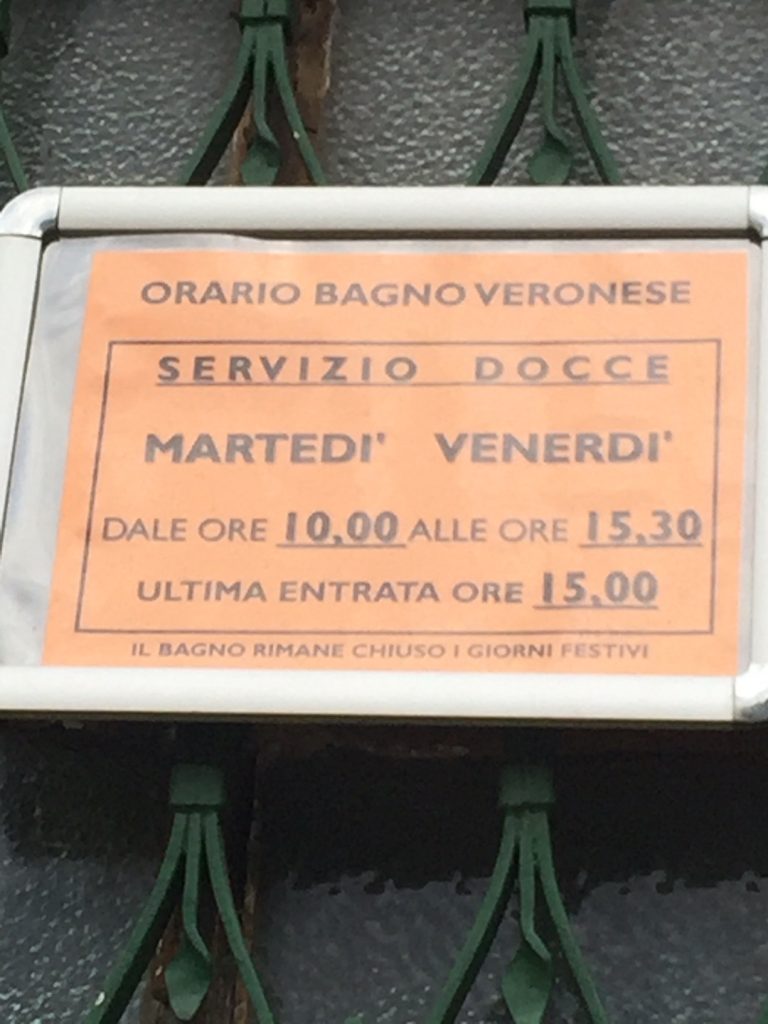 ORARIO BAGNO VERONESE
SERVIZIO DOCCE
MARTEDI' VENERDI'
DALE ORE 10,00 ALLE ORE 15,30
ULTIMA ENTRATA ORE 15,00
IL BAGNO RIMANE CHIUSO I GIORNI FESTIVI